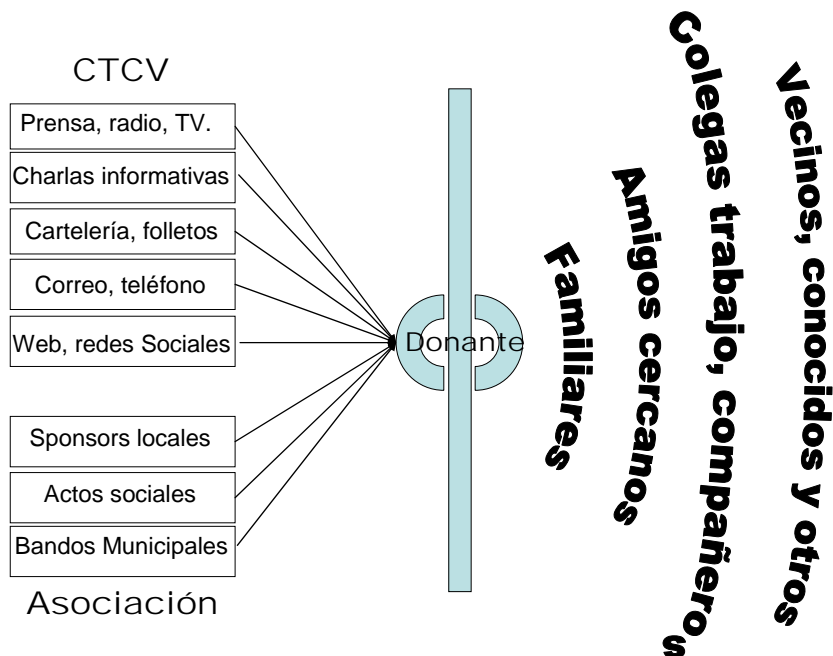 CTCV
Prensa, radio, TV.
Charlas informativas
Cartelería, folletos
Correo, teléfono
Web, redes Sociales
Sponsors locales
Actos sociales
Bandos Municipales
Asociación
Donante
Familiares
Amigos cercanos
Colegas trabajo, compañeros
Vecinos, conocidos y otros